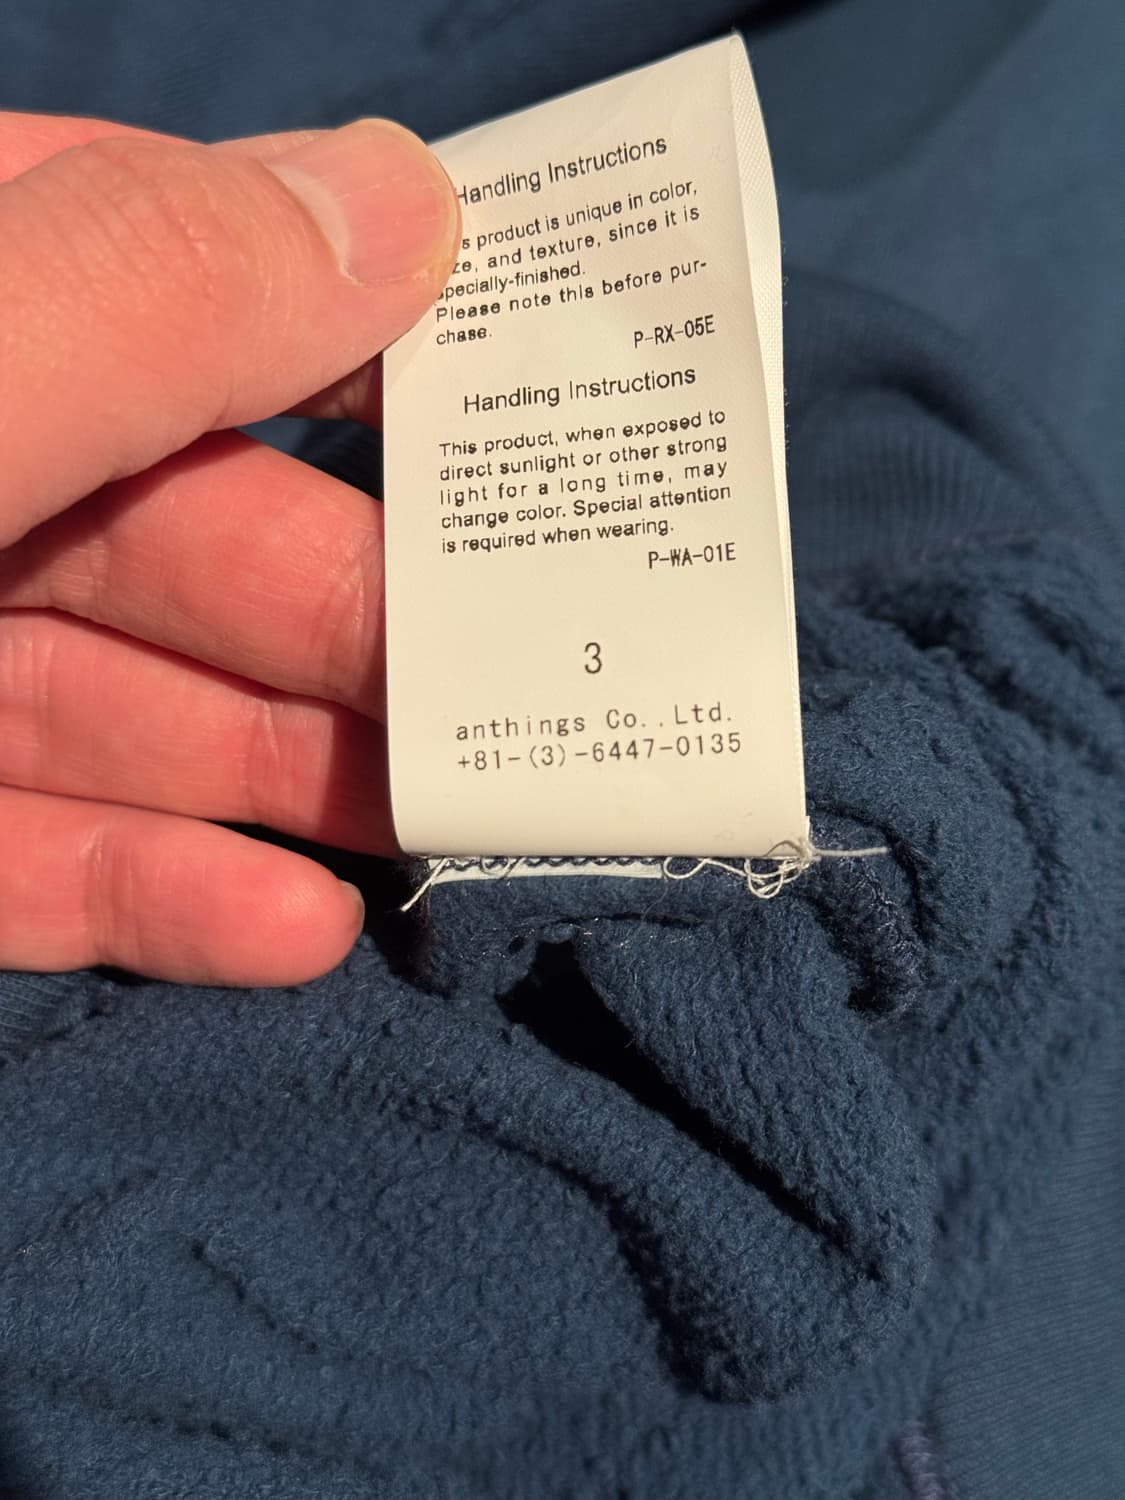 Handling Instructions
product is unique in color,
and texture, since it is
specially-finished.
Please note this before pur-
chase.
P-RX-05E
Handling Instructions
This product, when exposed to
direct sunlight or other strong
light for a long time, may
change color. Special attention
is required when wearing.
P-WA-01E
3
anthings Co.,Ltd.
+81-(3)-6447-0135